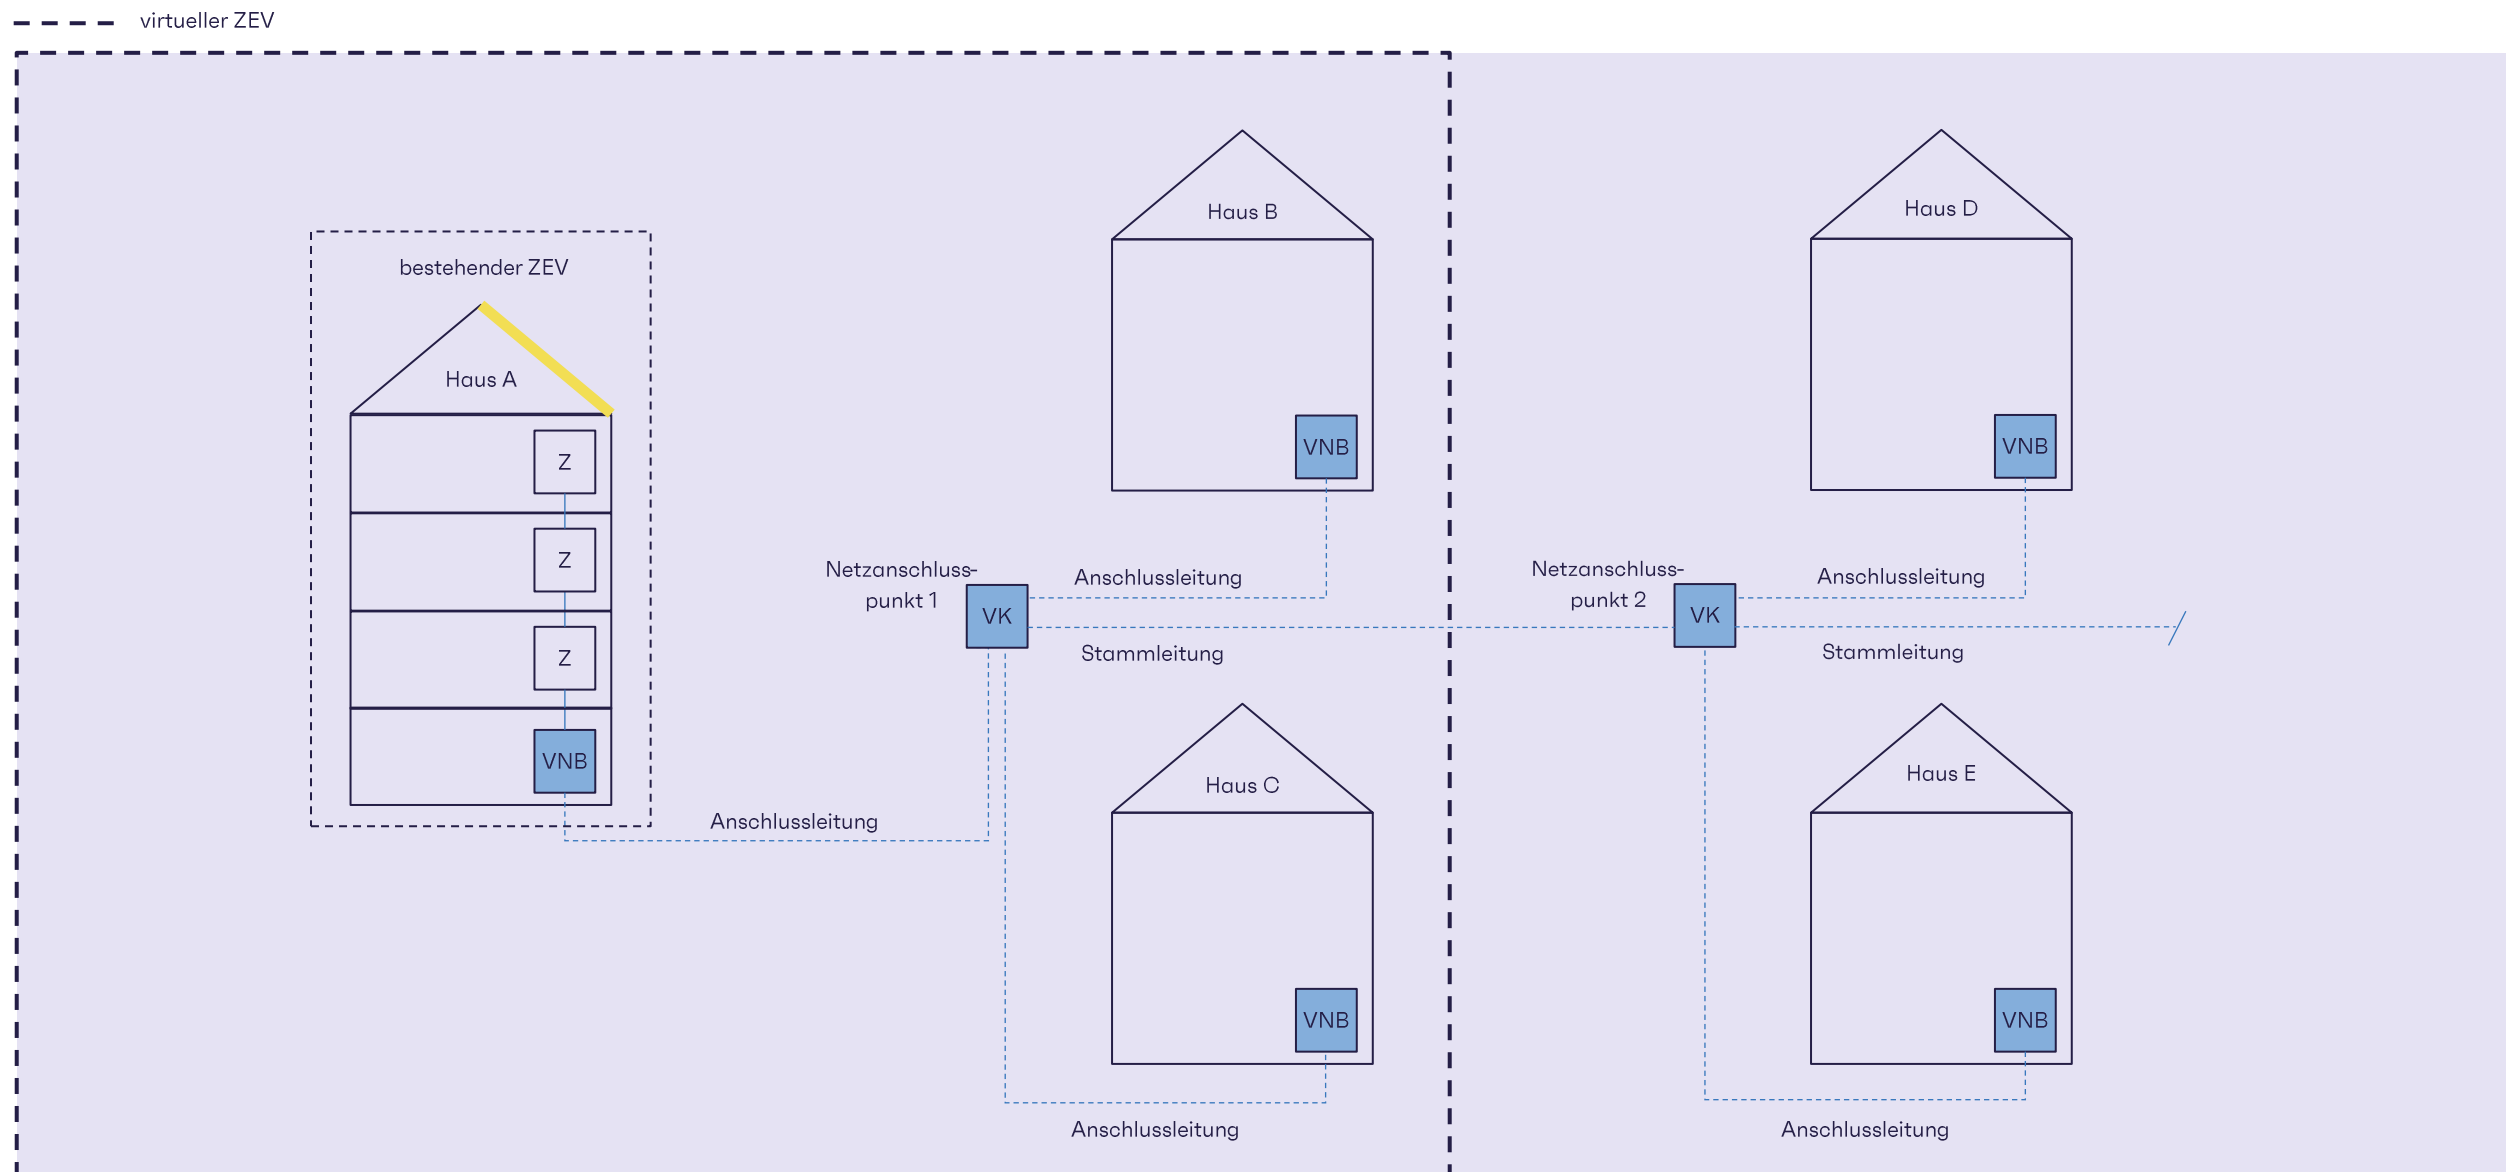 virtueller ZEV
bestehender ZEV
Haus A
Z
Z
Z
VNB
Anschlussleitung
Haus B
VNB
Netzanschluss-
punkt 1
VK
Anschlussleitung
Stammleitung
Haus C
VNB
Anschlussleitung
Haus D
VNB
Netzanschluss-
punkt 2
VK
Anschlussleitung
Stammleitung
Haus E
VNB
Anschlussleitung